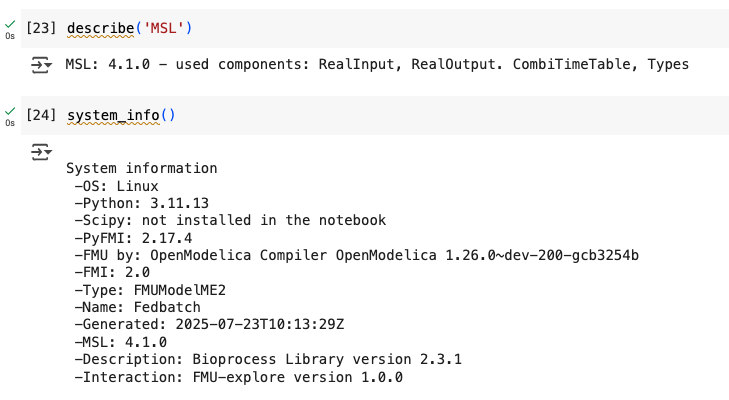 [23] describe('MSL')
0s
MSL: 4.1.0 - used components: RealInput, RealOutput. CombiTimeTable, Types
[24] system_info()
0s
System information
-OS: Linux
-Python: 3.11.13
-Scipy: not installed in the notebook
-PyFMI: 2.17.4
-FMU by: OpenModelica Compiler OpenModelica 1.26.0~dev-200-gcb3254b
-FMI: 2.0
-Type: FMUModelME2
-Name: Fedbatch
-Generated: 2025-07-23T10:13:29Z
-MSL: 4.1.0
-Description: Bioprocess Library version 2.3.1
-Interaction: FMU-explore version 1.0.0